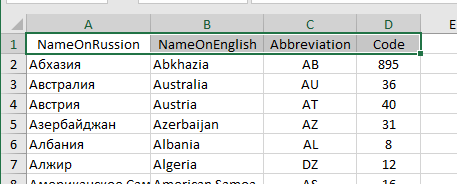 A B C D E
1 NameOnRussion NameOnEnglish Abbreviation Code
2 Абхазия Abkhazia AB 895
3 Австралия Australia AU 36
4 Австрия Austria AT 40
5 Азербайджан Azerbaijan AZ 31
6 Албания Albania AL 8
7 Алжир Algeria DZ 12
8 Американское Сам American Samoa AS 16